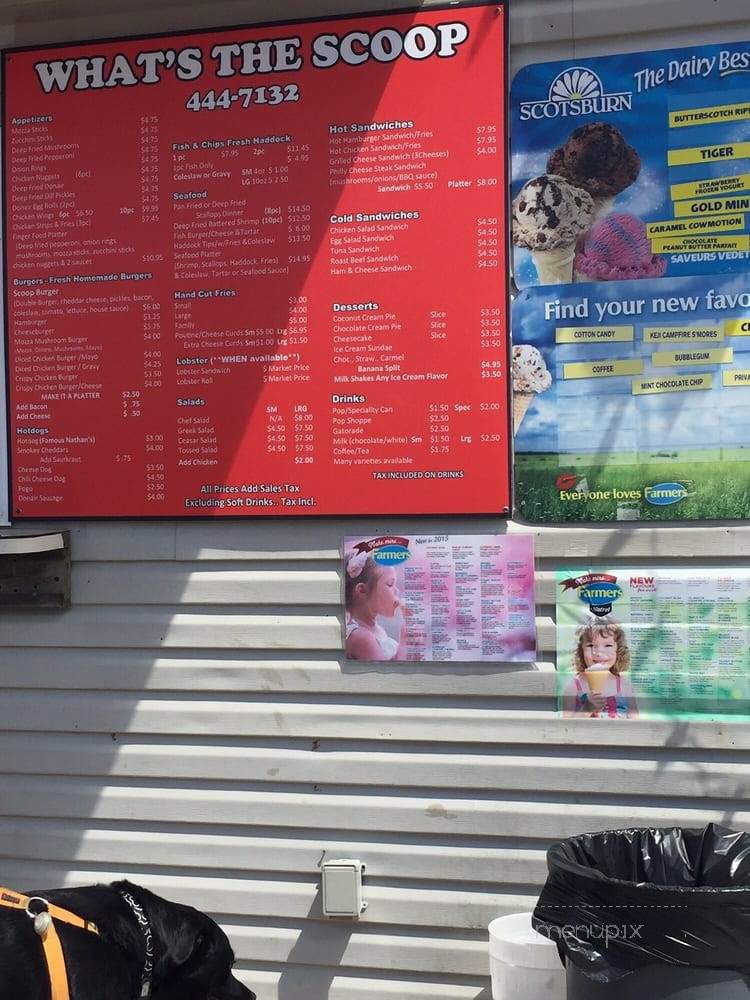 WHAT'S THE SCOOP
444-7132
Appetizers
Mozza Sticks $4.75
Zucchini Sticks $4.75
Deep Fried Mushrooms $4.75
Deep Fried Pepperoni $4.75
Onion Rings $4.75
Chicken Nuggets (6pc) $4.75
Deep Fried Donair $4.75
Deep Fried Dill Pickles $4.75
Donair Egg Rolls (2pc) $4.75
Chicken Wings 6pc $6.50 10pc $9.95
Chicken Strips & Fries (3pc) $7.45
Finger Food Platter
(Deep fried pepperoni, onion rings,
mushrooms, mozza sticks, zucchini sticks
chicken nuggets & 2 sauces $10.95
Burgers - Fresh Homemade Burgers
Scoop Burger
(Double Burger, cheddar cheese, pickles, bacon,
coleslaw, tomato, lettuce, house sauce) $6.00
Hamburger $3.25
Cheeseburger $3.75
Mozza Mushroom Burger $4.00
(Mozza, Onions, Mushrooms, Mayo)
Diced Chicken Burger /Mayo $4.00
Diced Chicken Burger / Gravy $4.25
Crispy Chicken Burger $3.50
Crispy Chicken Burger/Cheese $4.00
MAKE IT A PLATTER $2.50
Add Bacon $ .75
Add Cheese $ .50
Hotdogs
Hotdog (Famous Nathan's) $3.00
Smokey Cheddars $4.00
Add Saurkraut $ .75
Cheese Dog $3.50
Chili Cheese Dog $4.50
Pogo $2.50
Donair Sausage $4.00
Fish & Chips Fresh Haddock
1 pc $7.95 2pc $11.45
1pc Fish Only $ 4.95
Coleslaw or Gravy SM 4oz $ 1.00
LG 10oz $ 2.50
Seafood
Pan Fried or Deep Fried
Scallops Dinner (8pc) $14.50
Deep Fried Battered Shrimp (10pc) $12.50
Fish Burger/Cheese &Tartar $ 6.00
Haddock Tips/w/Fries &Coleslaw $13.50
Seafood Platter
(Shrimp, Scallops, Haddock, Fries) $14.95
& Coleslaw, Tartar or Seafood Sauce)
Hand Cut Fries
Small $3.00
Large $4.00
Family $5.00
Poutine/Cheese Curds Sm $5.00 Lrg $6.95
Extra Cheese Curds Sm $1.00 Lrg $1.50
Lobster (**WHEN available**)
Lobster Sandwich $ Market Price
Lobster Roll $ Market Price
Salads
SM LRG
Chef Salad N/A $8.00
Greek Salad $4.50 $7.50
Ceasar Salad $4.50 $7.50
Tossed Salad $4.50 $7.50
Add Chicken $2.00
Hot Sandwiches
Hot Hamburger Sandwich/Fries $7.95
Hot Chicken Sandwich/Fries $7.95
Grilled Cheese Sandwich (3Cheeses) $4.00
Philly Cheese Steak Sandwich
(mushrooms/onions/BBQ sauce)
Sandwich $5.50 Platter $8.00
Cold Sandwiches
Chicken Salad Sandwich $4.50
Egg Salad Sandwich $4.50
Tuna Sandwich $4.50
Roast Beef Sandwich $4.50
Ham & Cheese Sandwich $4.50
Desserts
Coconut Cream Pie Slice $3.50
Chocolate Cream Pie Slice $3.50
Cheesecake Slice $3.50
Ice Cream Sundae $3.50
Choc., Straw.. Carmel
Banana Split $4.95
Milk Shakes Any Ice Cream Flavor $3.50
Drinks
Pop/Speciality Can $1.50 Spec $2.00
Pop Shoppe $2.50
Gatorade $2.50
Milk (chocolate/white) Sm $1.50 Lrg $2.50
Coffee/Tea $1.75
Many varieties available
TAX INCLUDED ON DRINKS
All Prices Add Sales Tax
Excluding Soft Drinks.. Tax Incl.
SCOTSBURN
The Dairy Bes
BUTTERSCOTCH RIP
TIGER
STRAWBERRY
FROZEN YOGURT
GOLD MIN
CARAMEL COWMOTION
CHOCOLATE
PEANUT BUTTER PARFAIT
SAVEURS VEDET
Find your new favo
COTTON CANDY
KEJI CAMPFIRE S'MORES
COFFEE
BUBBLEGUM
MINT CHOCOLATE CHIP
PRIVA
Everyone loves Farmers
Make mine...
Farmers
New in 2015
Make mine...
Farmers
NEW
menupix